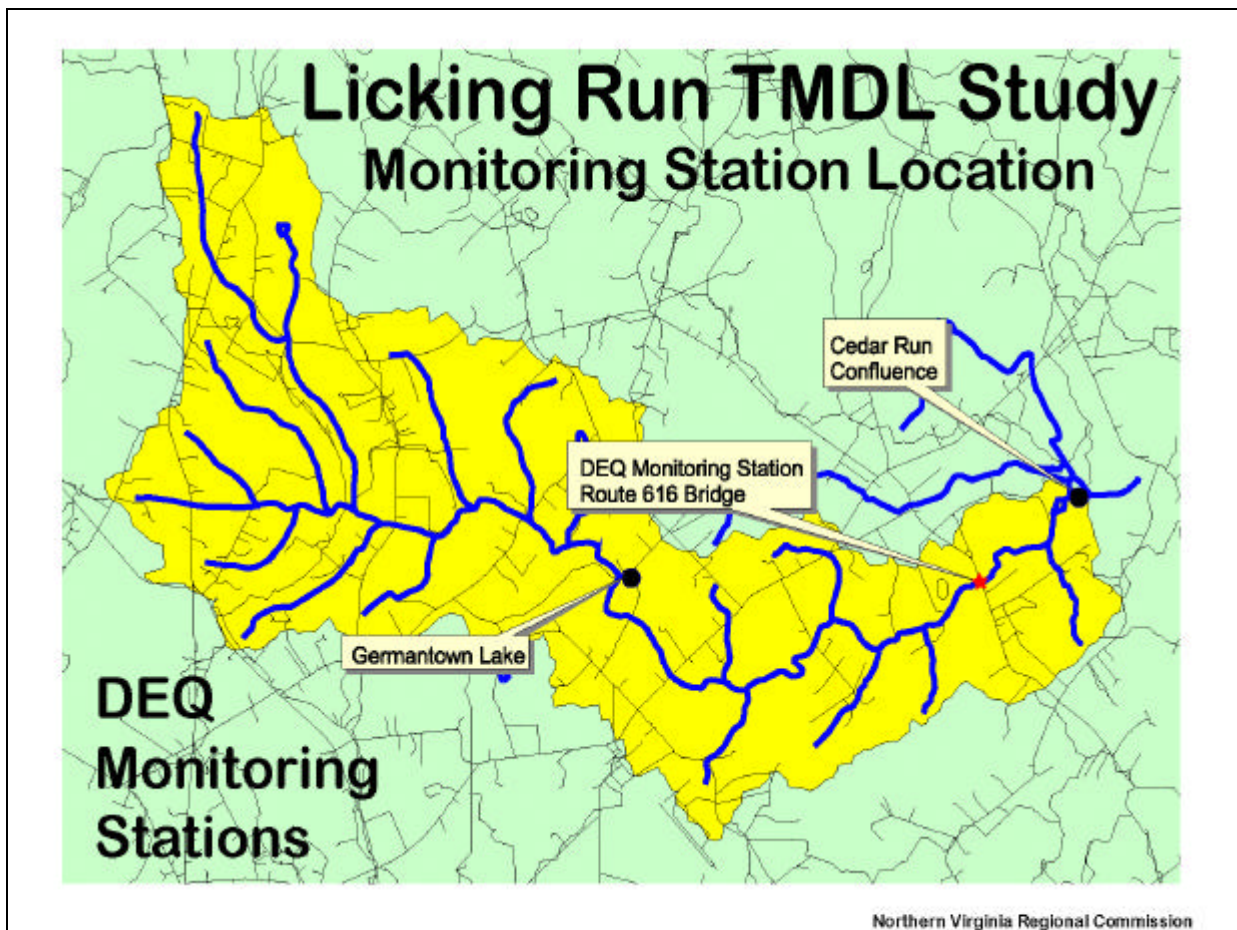 Licking Run TMDL Study
Monitoring Station Location
Cedar Run
Confluence
DEQ Monitoring Station
Route 616 Bridge
Germantown Lake
DEQ
Monitoring
Stations
Northern Virginia Regional Commission